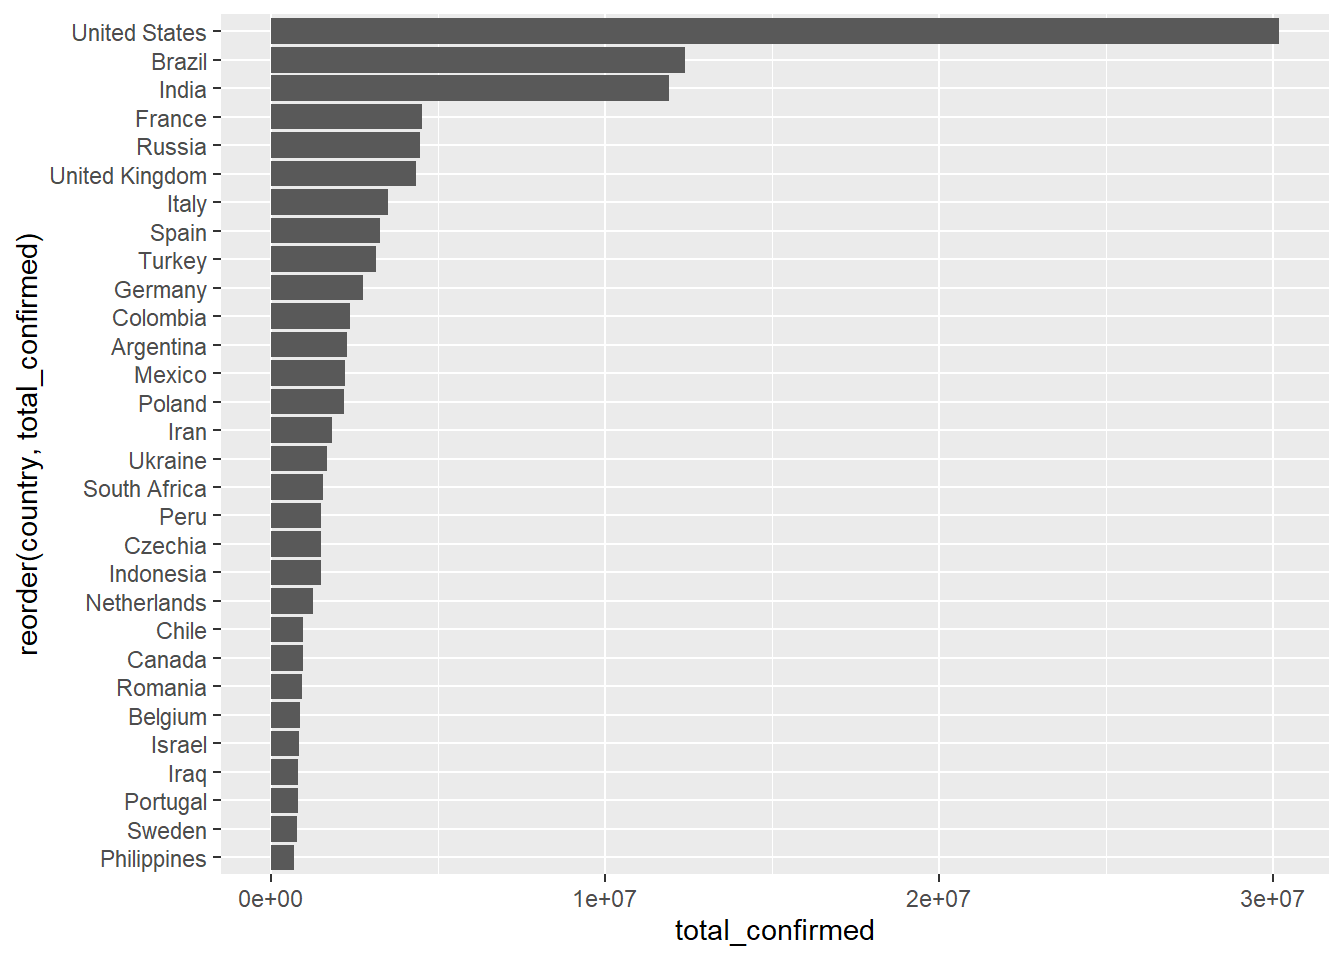 reorder(country, total_confirmed)
United States
Brazil
India
France
Russia
United Kingdom
Italy
Spain
Turkey
Germany
Colombia
Argentina
Mexico
Poland
Iran
Ukraine
South Africa
Peru
Czechia
Indonesia
Netherlands
Chile
Canada
Romania
Belgium
Israel
Iraq
Portugal
Sweden
Philippines
0e+00 1e+07 2e+07 3e+07
total_confirmed